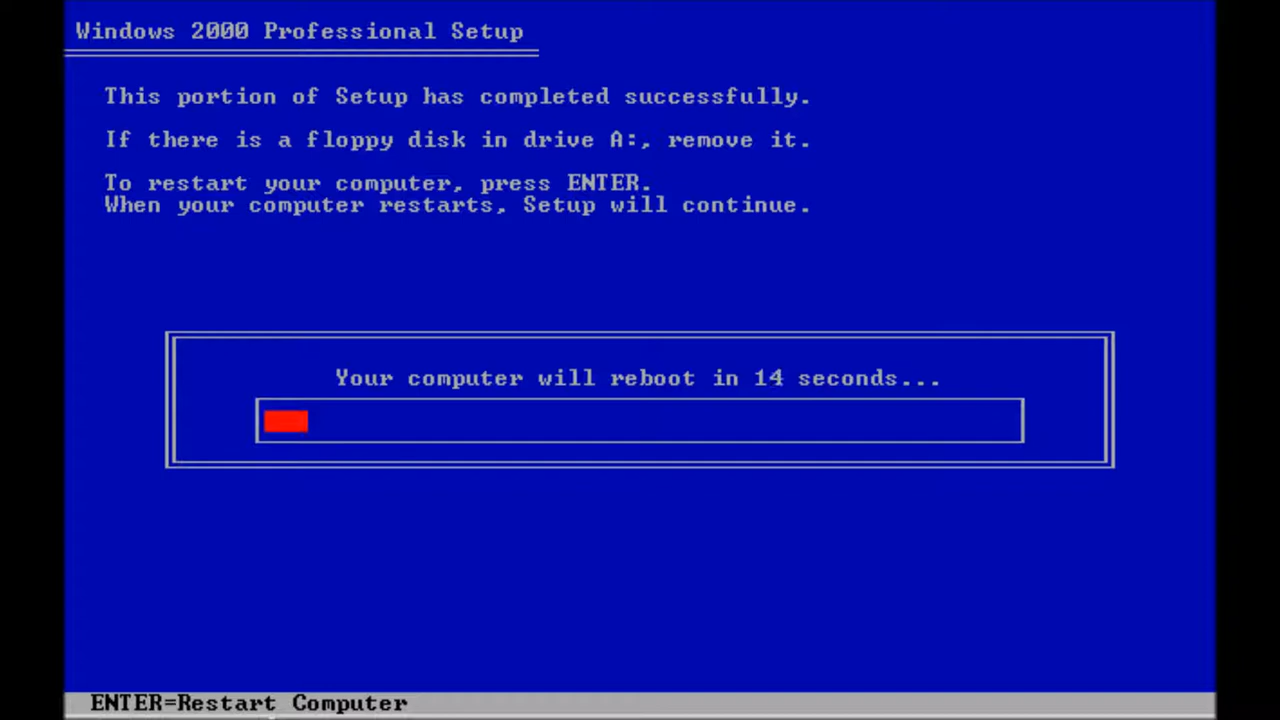 Windows 2000 Professional Setup
This portion of Setup has completed successfully.
If there is a floppy disk in drive A:, remove it.
To restart your computer, press ENTER.
When your computer restarts, Setup will continue.
Your computer will reboot in 14 seconds...
ENTER=Restart Computer